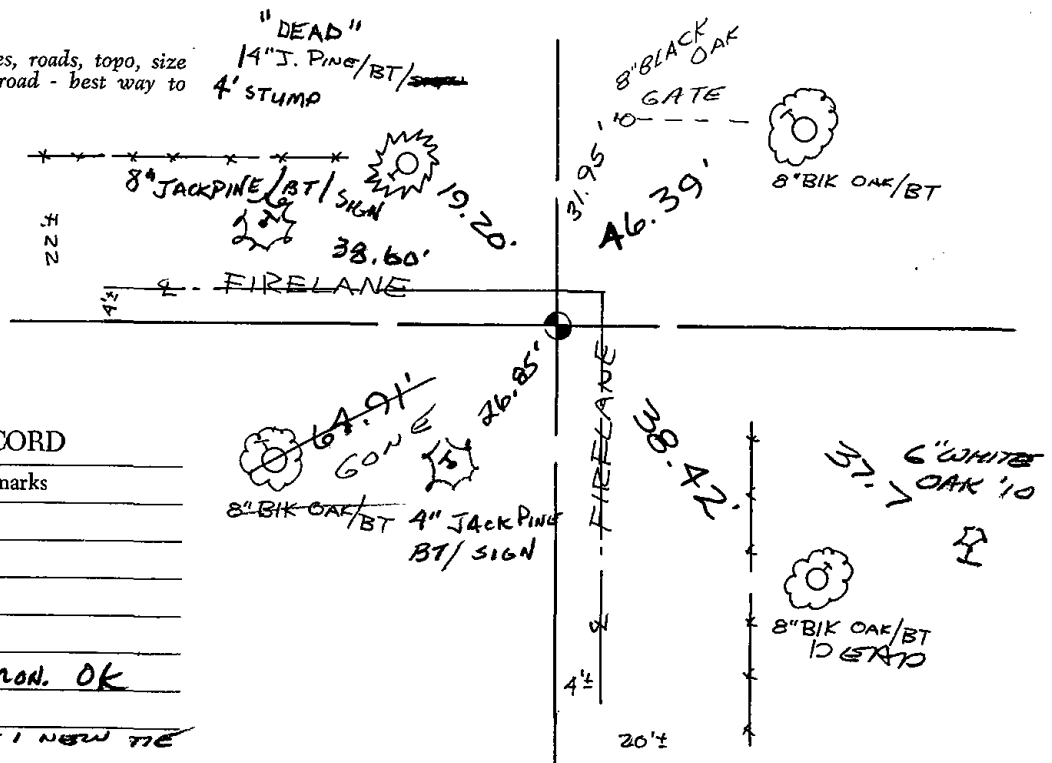 "DEAD"
14" J. PINE/BT/
4' STUMP
es, roads, topo, size
road - best way to
8" BLACK OAK
GATE
'10
31.95'
46.39'
8" BlK OAK/BT
8" JACKPINE/BT/SIGN
19.20'
38.60'
22'±
4'±
℄ - FIRELANE
64.91'
GONE
26.85'
8" BlK OAK/BT
4" JACK PINE
BT/ SIGN
℄ - FIRELANE
38.42'
37.7
6" WHITE
OAK '10
8" BlK OAK/BT
DEAD
4'±
20'±
CORD
marks
MON. OK
1 NEW TIE